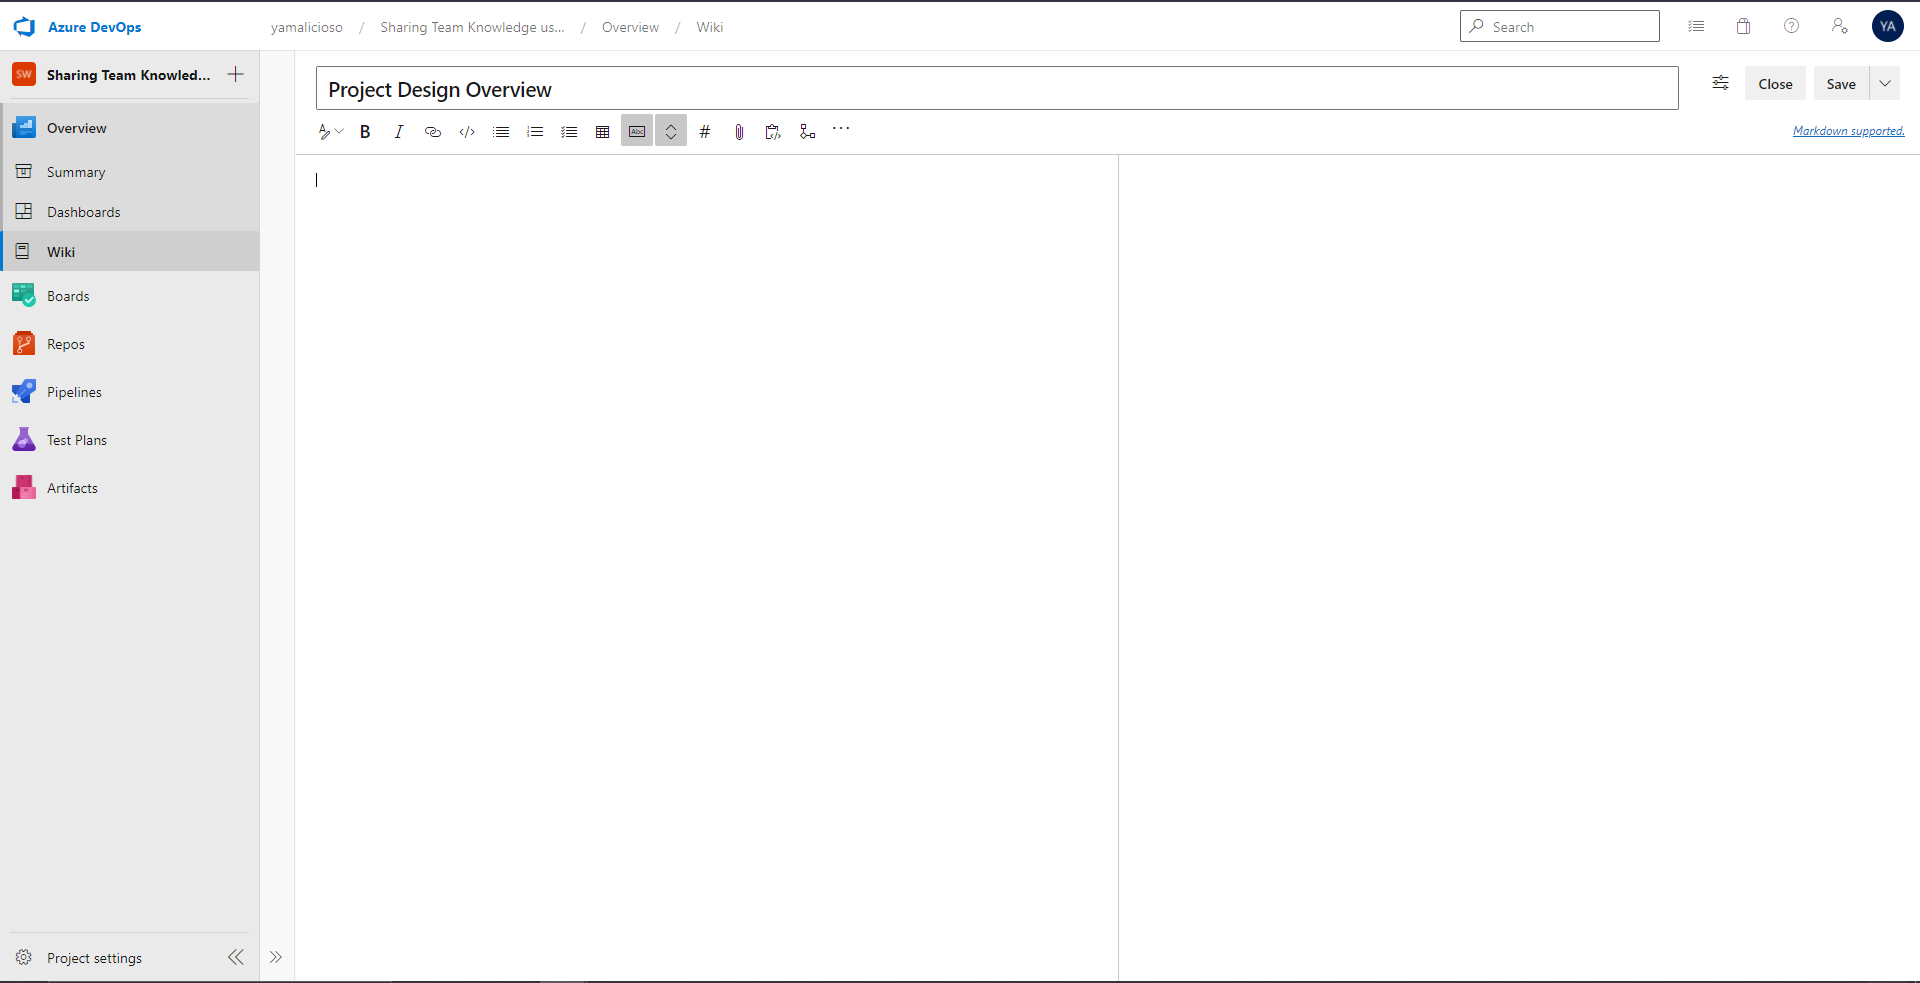 Azure DevOps
yamalicioso / Sharing Team Knowledge us... / Overview / Wiki
Search
YA
SW Sharing Team Knowled...
Overview
Summary
Dashboards
Wiki
Boards
Repos
Pipelines
Test Plans
Artifacts
Project settings
Project Design Overview
Close
Save
B I </> Abc # ...
Markdown supported.